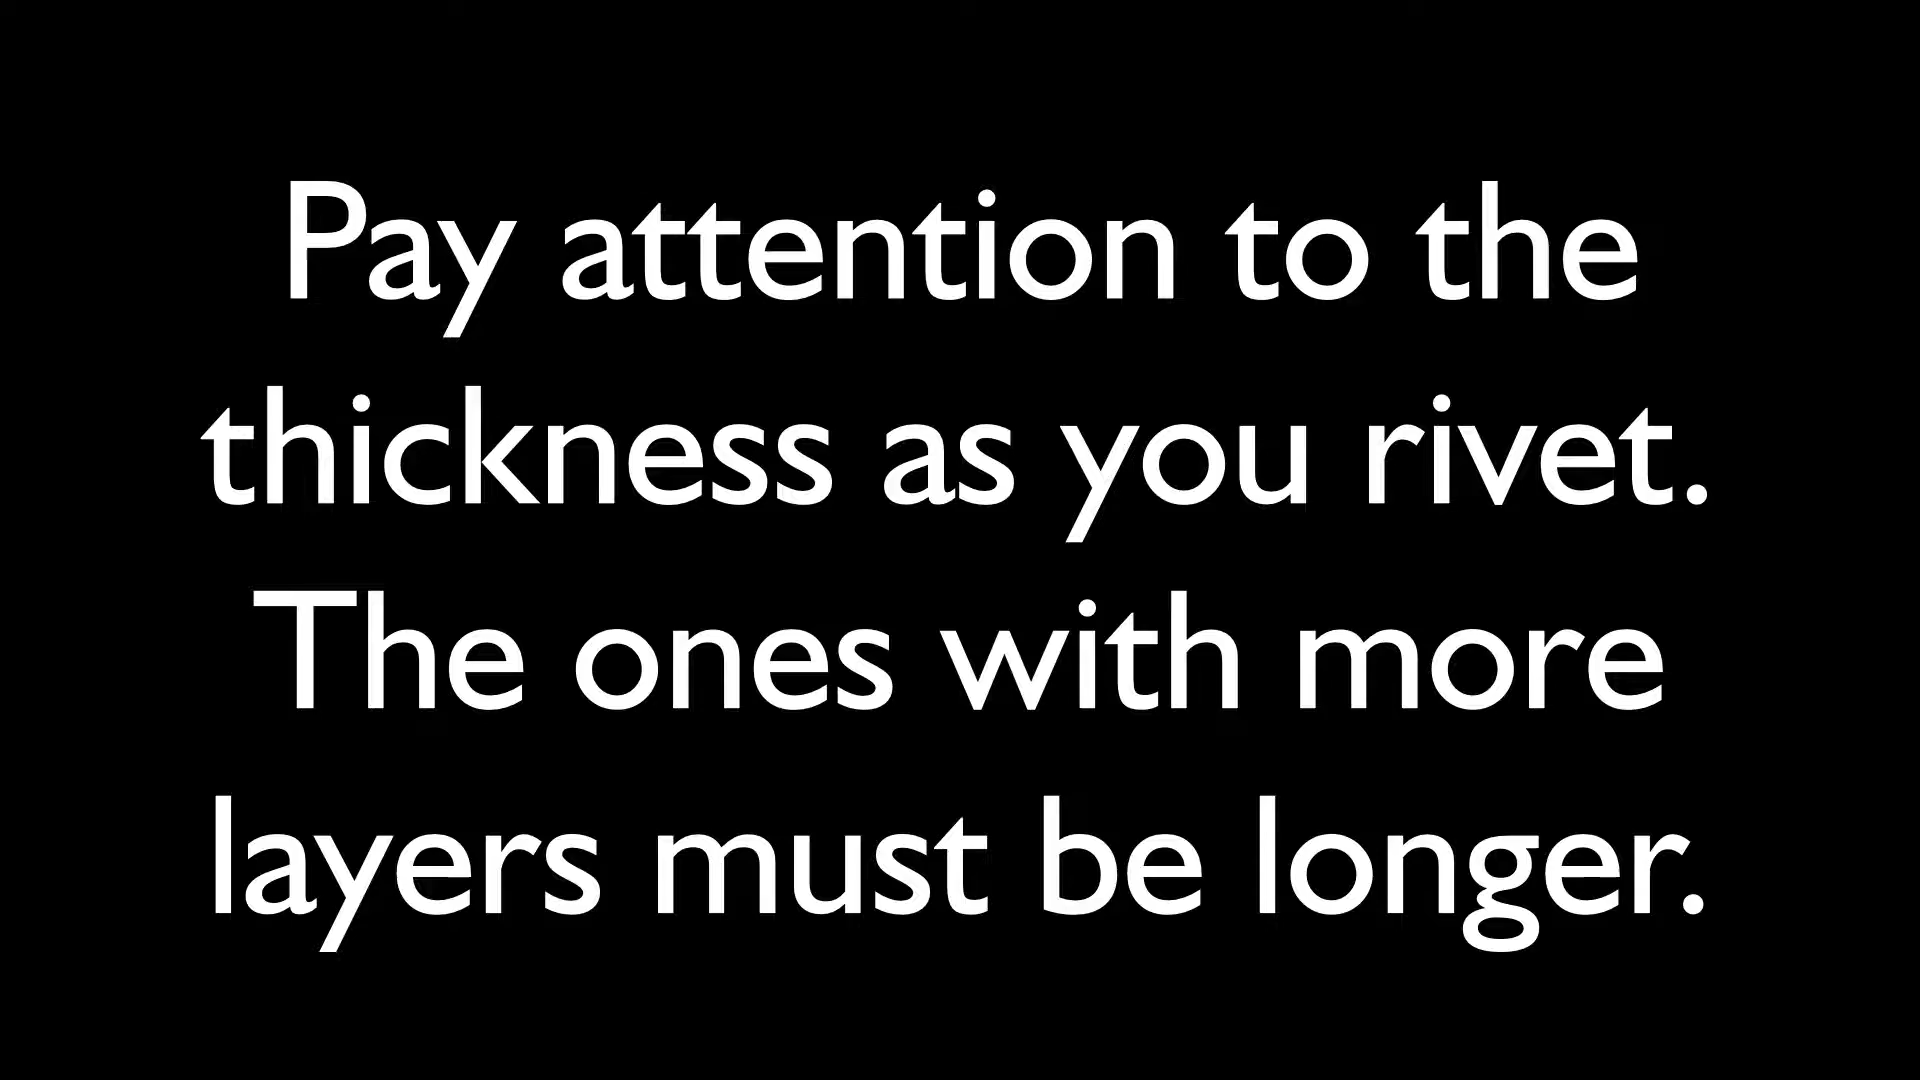 Pay attention to the
thickness as you rivet.
The ones with more
layers must be longer.